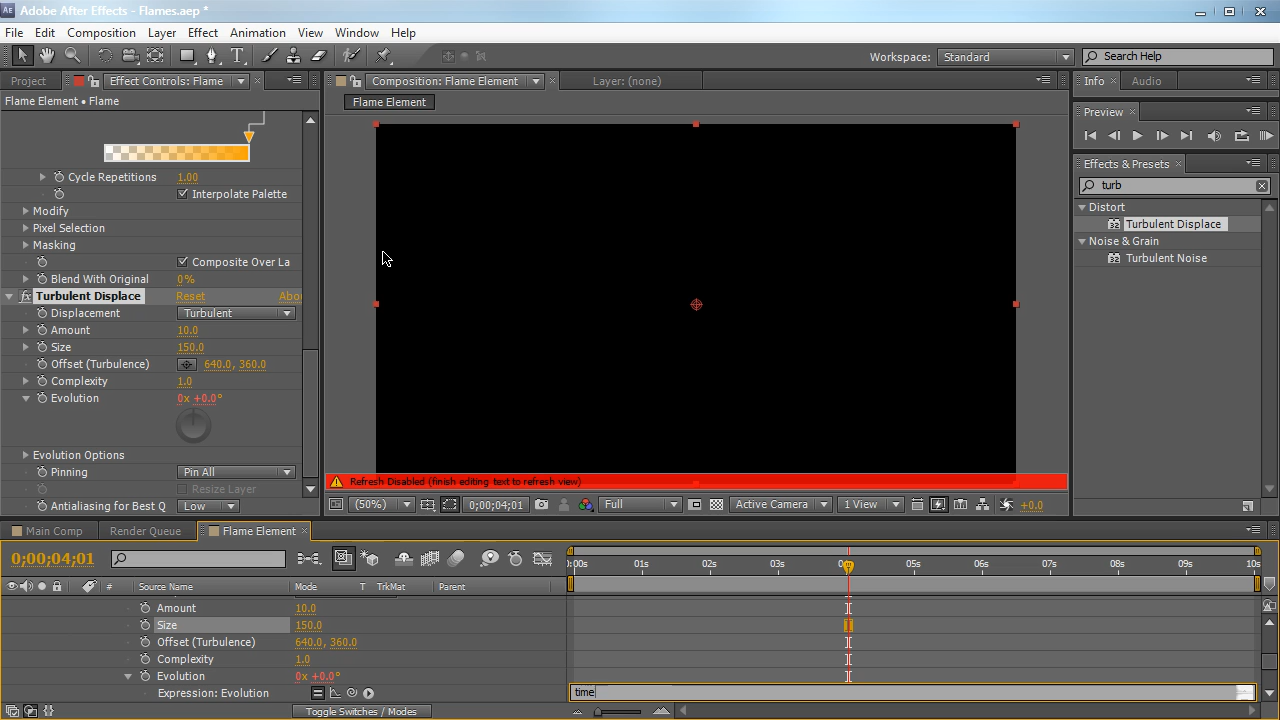 Adobe After Effects - Flames.aep *
File Edit Composition Layer Effect Animation View Window Help
Workspace: Standard Search Help
Project Effect Controls: Flame Composition: Flame Element Layer: (none) Info Audio
Flame Element • Flame
Flame Element
Preview
Cycle Repetitions 1.00
Interpolate Palette
Modify
Pixel Selection
Masking
Composite Over La
Blend With Original 0%
Turbulent Displace Reset Abo
Displacement Turbulent
Amount 10.0
Size 150.0
Offset (Turbulence) 640.0, 360.0
Complexity 1.0
Evolution 0x +0.0°
Evolution Options
Pinning Pin All
Resize Layer
Antialiasing for Best Q Low
Effects & Presets
turb
Distort
Turbulent Displace
Noise & Grain
Turbulent Noise
Refresh Disabled (finish editing text to refresh view)
(50%) 0;00;04;01 Full Active Camera 1 View +0.0
Main Comp Render Queue Flame Element
0;00;04;01
# Source Name Mode T TrkMat Parent
0:00s 01s 02s 03s 05s 06s 07s 08s 09s 10s
Amount 10.0
Size 150.0
Offset (Turbulence) 640.0, 360.0
Complexity 1.0
Evolution 0x +0.0°
Expression: Evolution
time
Toggle Switches / Modes